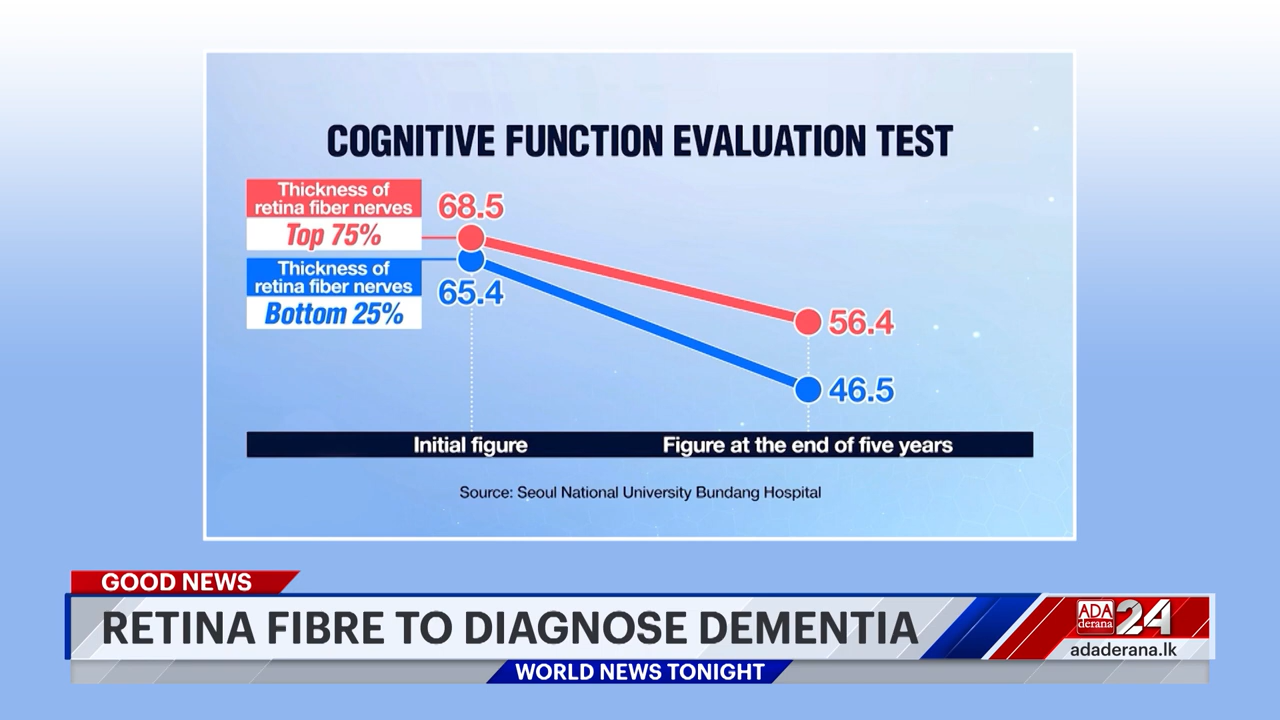 COGNITIVE FUNCTION EVALUATION TEST
Thickness of
retina fiber nerves
Top 75%
68.5
Thickness of
retina fiber nerves
Bottom 25%
65.4
56.4
46.5
Initial figure
Figure at the end of five years
Source: Seoul National University Bundang Hospital
GOOD NEWS
RETINA FIBRE TO DIAGNOSE DEMENTIA
ADA
derana
24
adaderana.lk
WORLD NEWS TONIGHT